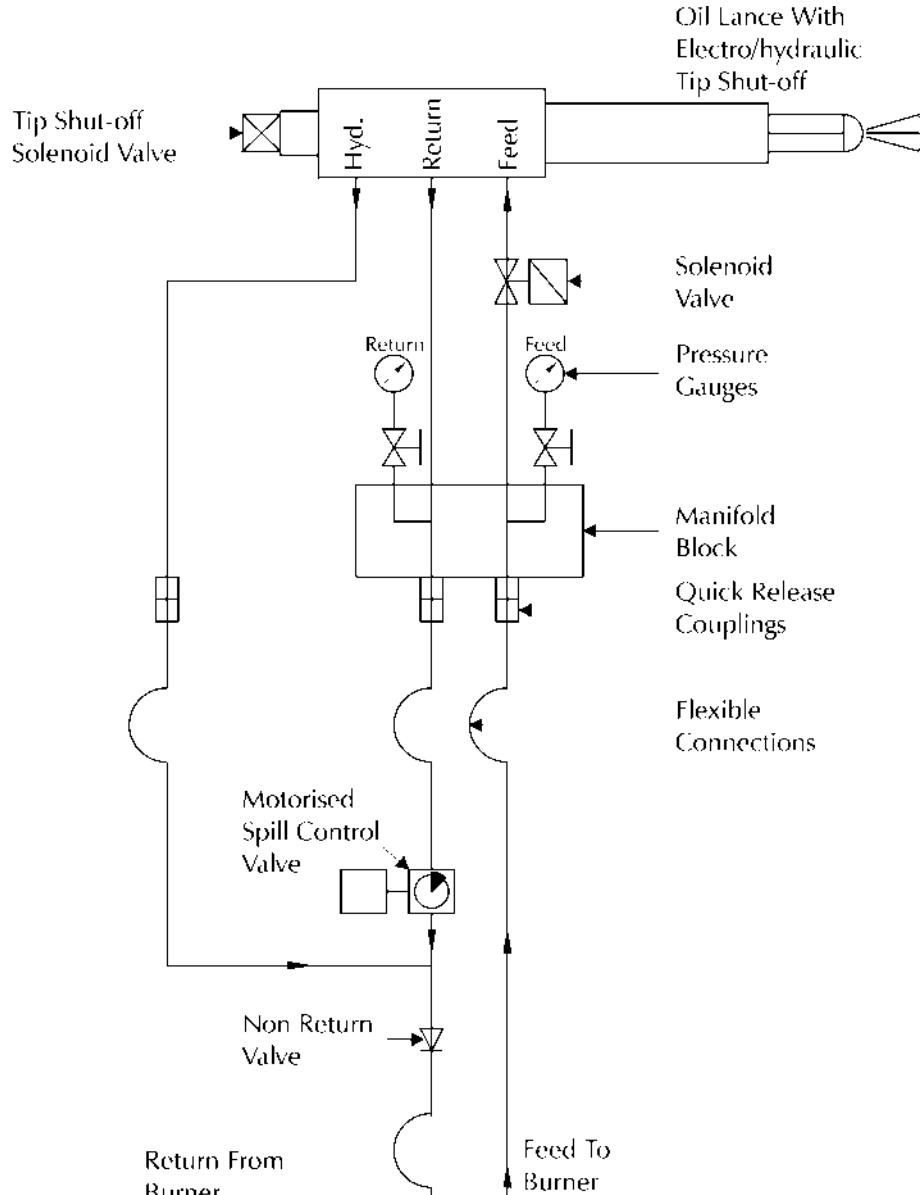 Oil Lance With
Electro/hydraulic
Tip Shut-off
Tip Shut-off
Solenoid Valve
Hyd.
Return
Feed
Solenoid
Valve
Return
Feed
Pressure
Gauges
Manifold
Block
Quick Release
Couplings
Flexible
Connections
Motorised
Spill Control
Valve
Non Return
Valve
Return From
Burner
Feed To
Burner